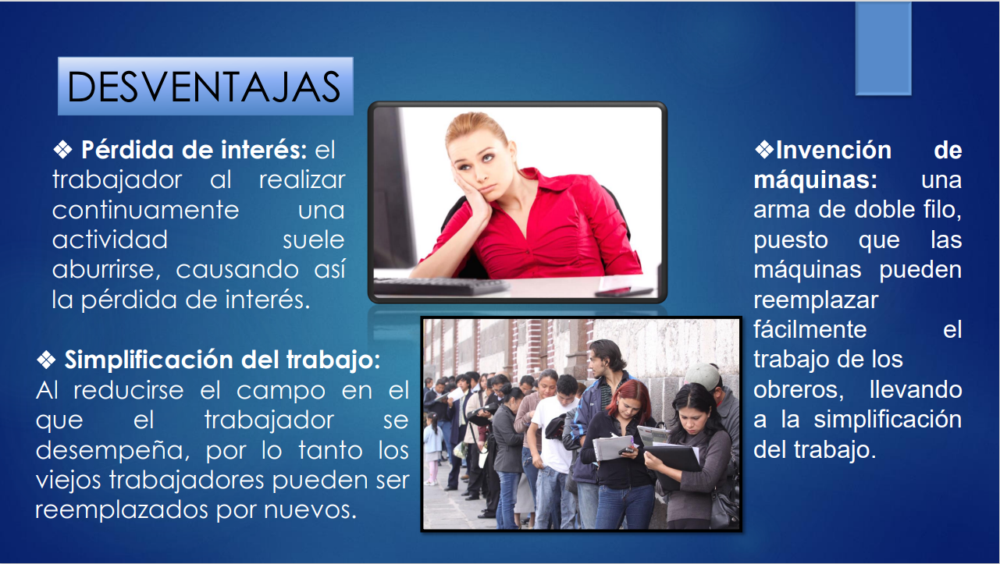 DESVENTAJAS
❖ Pérdida de interés: el
trabajador al realizar
continuamente una
actividad suele
aburrirse, causando así
la pérdida de interés.
❖ Simplificación del trabajo:
Al reducirse el campo en el
que el trabajador se
desempeña, por lo tanto los
viejos trabajadores pueden ser
reemplazados por nuevos.
❖Invención de
máquinas: una
arma de doble filo,
puesto que las
máquinas pueden
reemplazar
fácilmente el
trabajo de los
obreros, llevando
a la simplificación
del trabajo.